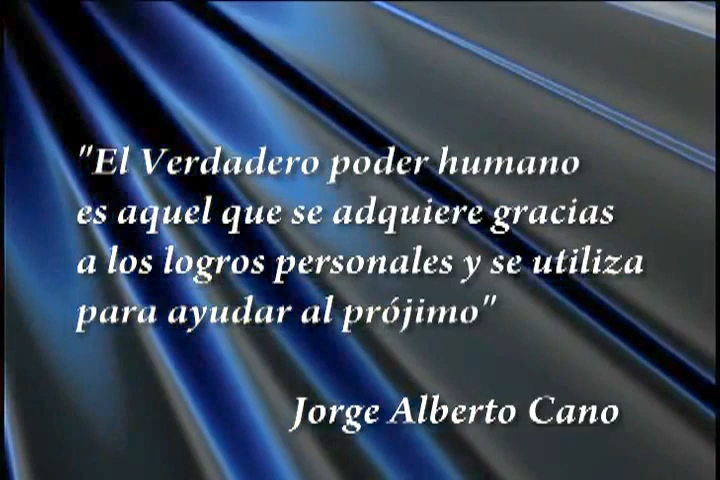 "El Verdadero poder humano
es aquel que se adquiere gracias
a los logros personales y se utiliza
para ayudar al prójimo"
Jorge Alberto Cano